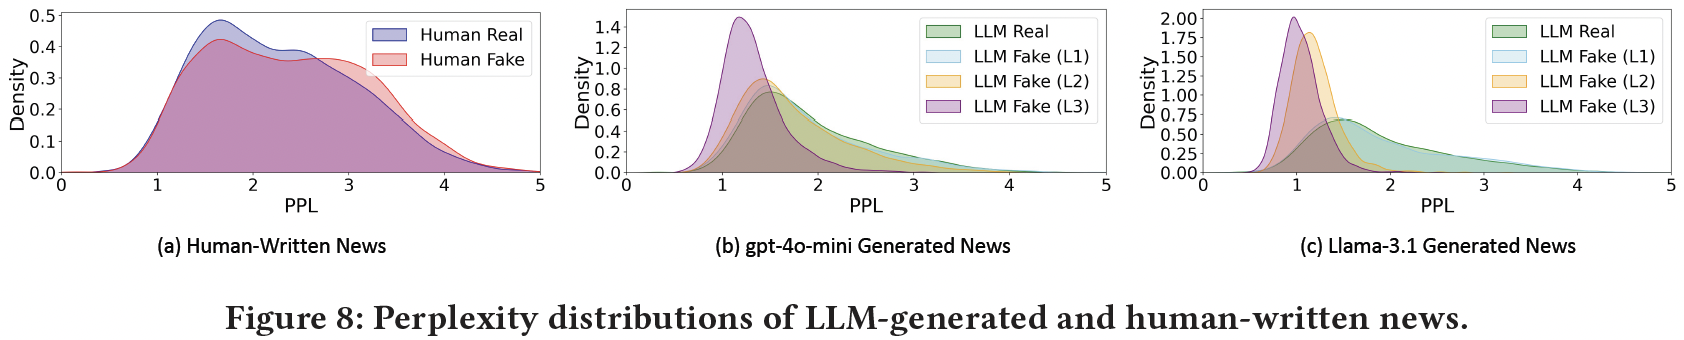 Density
0.5
0.4
0.3
0.2
0.1
0.0
0 1 2 3 4 5
PPL
Human Real
Human Fake
(a) Human-Written News
Density
1.4
1.2
1.0
0.8
0.6
0.4
0.2
0.0
0 1 2 3 4 5
PPL
LLM Real
LLM Fake (L1)
LLM Fake (L2)
LLM Fake (L3)
(b) gpt-4o-mini Generated News
Density
2.00
1.75
1.50
1.25
1.00
0.75
0.50
0.25
0.00
0 1 2 3 4 5
PPL
LLM Real
LLM Fake (L1)
LLM Fake (L2)
LLM Fake (L3)
(c) Llama-3.1 Generated News
Figure 8: Perplexity distributions of LLM-generated and human-written news.